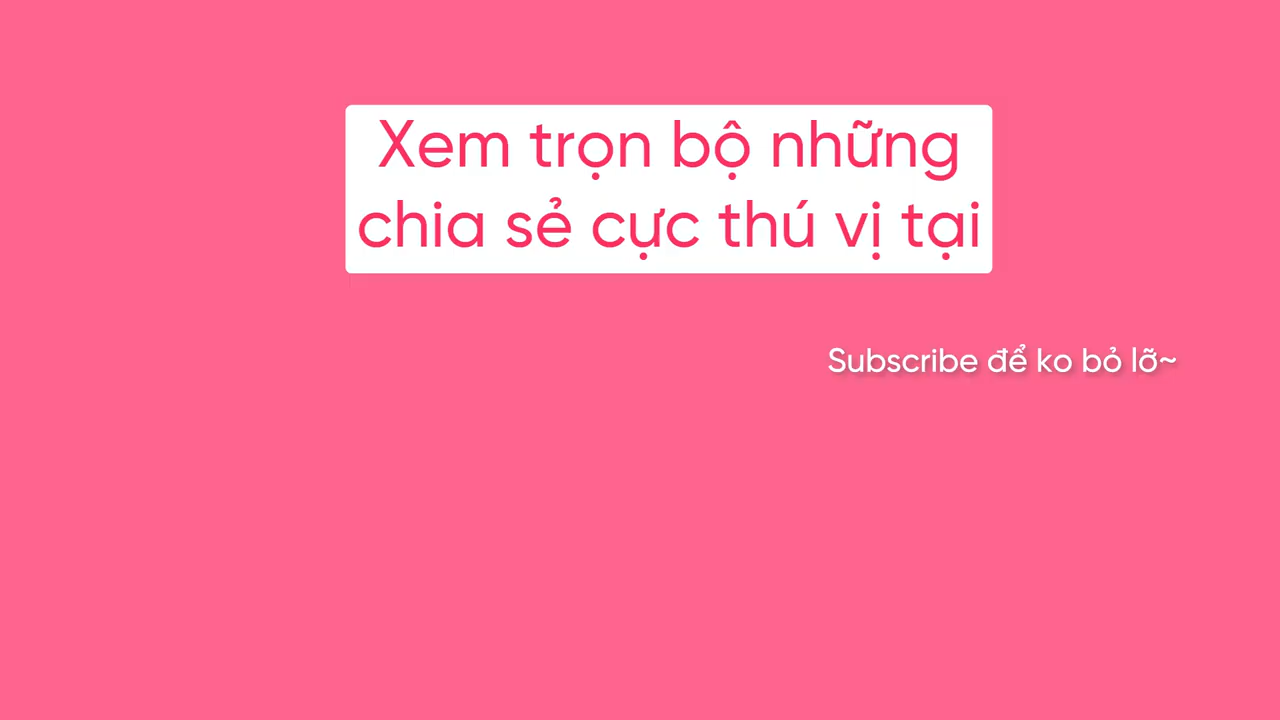 Xem trọn bộ những
chia sẻ cực thú vị tại
Subscribe để ko bỏ lỡ~